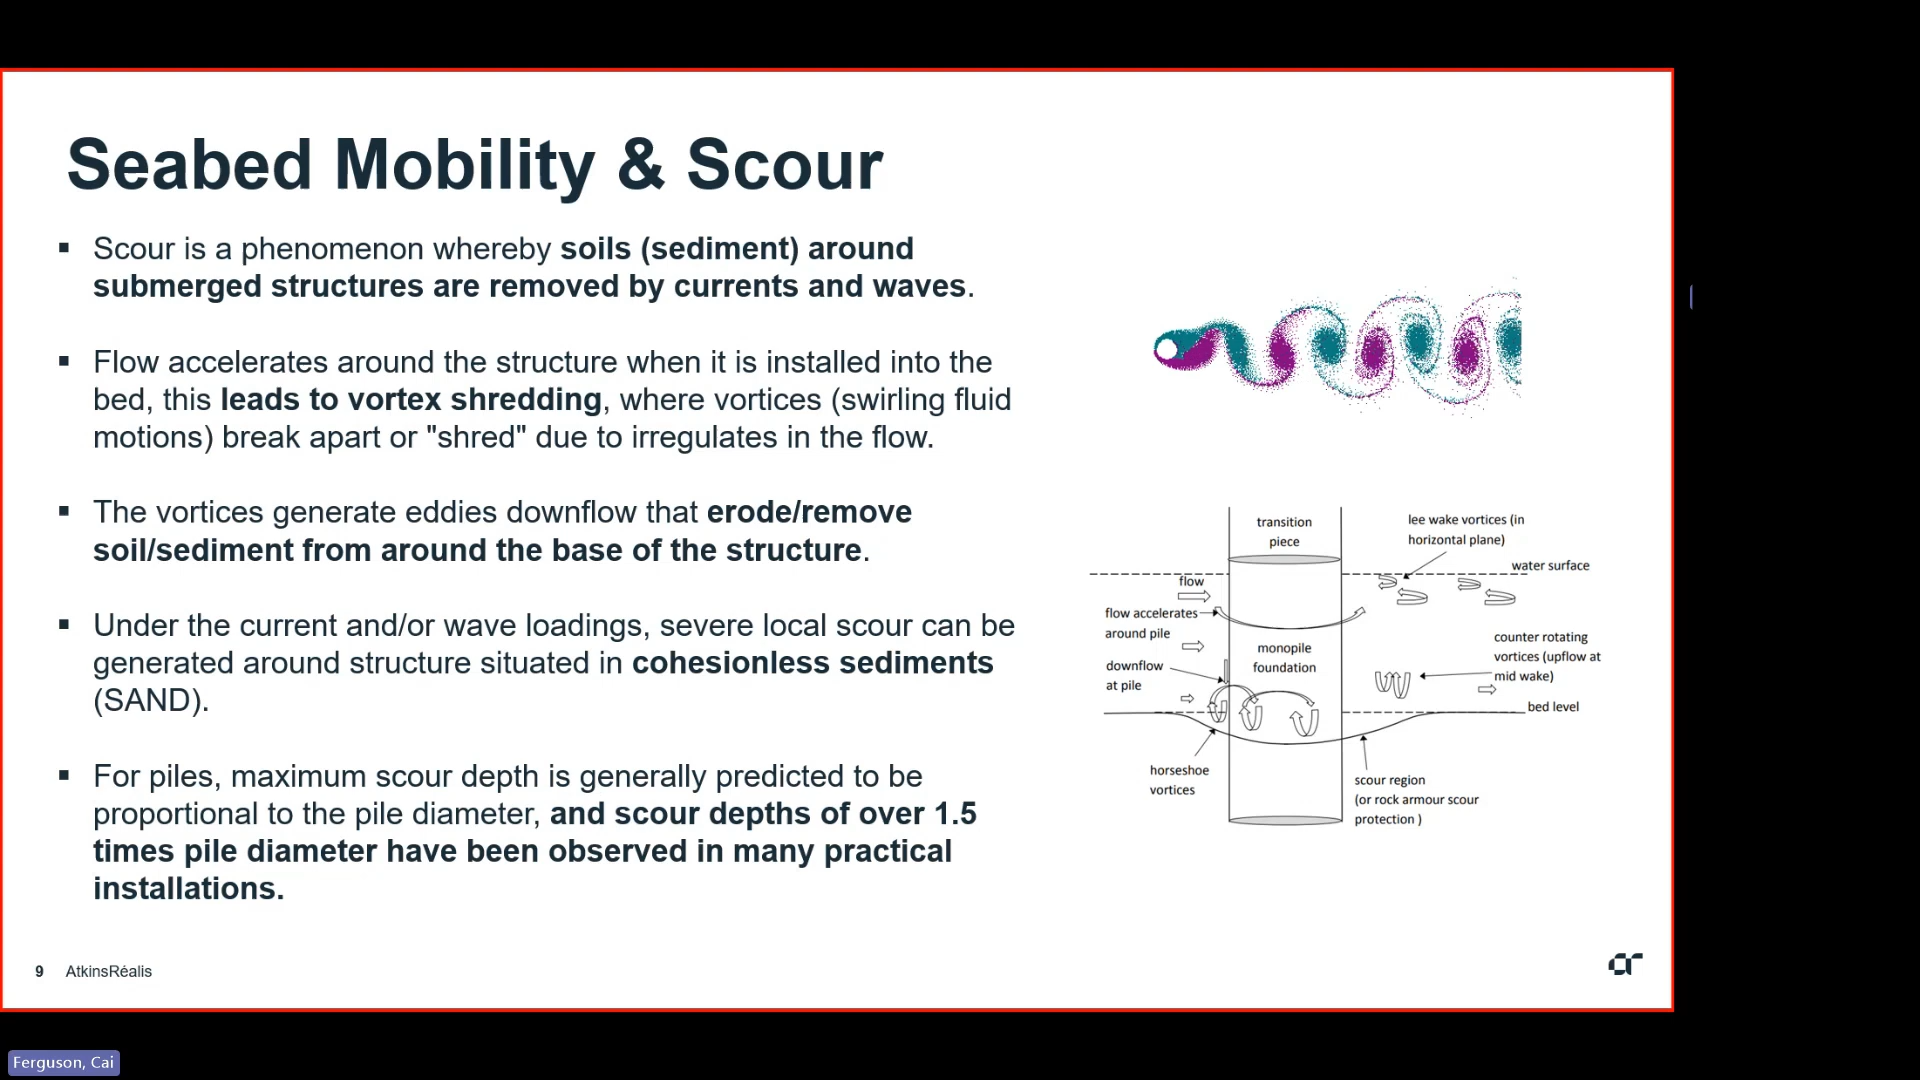 Seabed Mobility & Scour
▪ Scour is a phenomenon whereby soils (sediment) around
submerged structures are removed by currents and waves.
▪ Flow accelerates around the structure when it is installed into the
bed, this leads to vortex shredding, where vortices (swirling fluid
motions) break apart or "shred" due to irregulates in the flow.
▪ The vortices generate eddies downflow that erode/remove
soil/sediment from around the base of the structure.
▪ Under the current and/or wave loadings, severe local scour can be
generated around structure situated in cohesionless sediments
(SAND).
▪ For piles, maximum scour depth is generally predicted to be
proportional to the pile diameter, and scour depths of over 1.5
times pile diameter have been observed in many practical
installations.
transition
piece
lee wake vortices (in
horizontal plane)
water surface
flow
flow accelerates
around pile
monopile
foundation
counter rotating
vortices (upflow at
mid wake)
downflow
at pile
bed level
horseshoe
vortices
scour region
(or rock armour scour
protection )
9 AtkinsRéalis
Ferguson, Cai